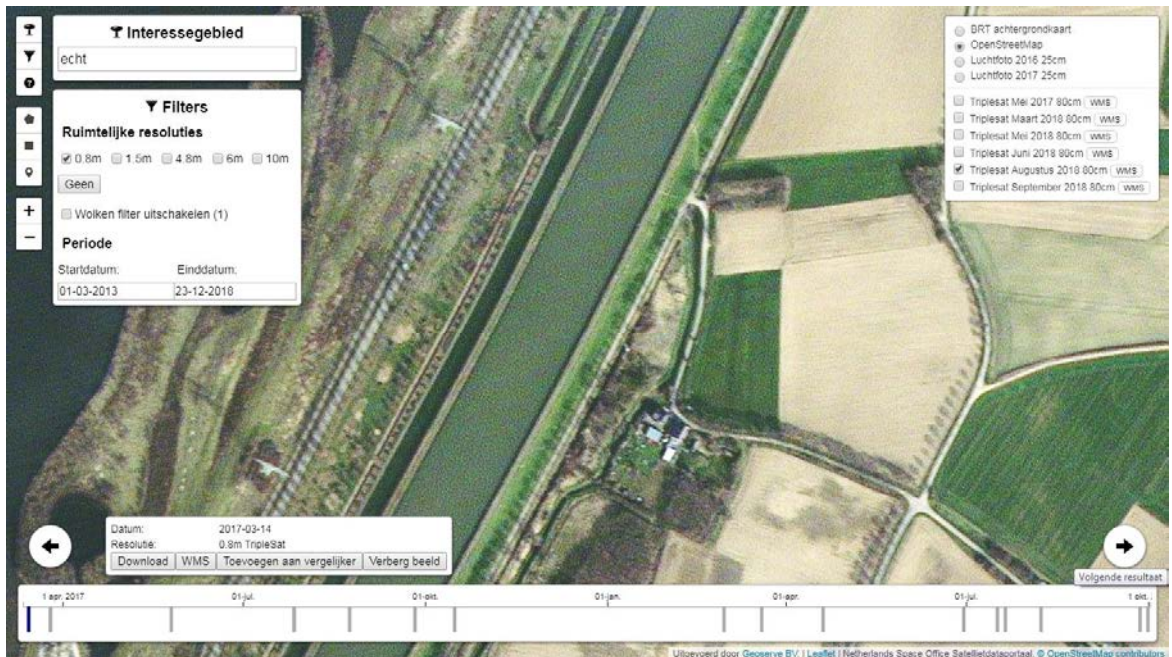 Interessegebied
echt
Filters
Ruimtelijke resoluties
0.8m 1.5m 4.8m 6m 10m
Geen
Wolken filter uitschakelen (1)
Periode
Startdatum: Einddatum:
01-03-2013 23-12-2018
BRT achtergrondkaart
OpenStreetMap
Luchtfoto 2016 25cm
Luchtfoto 2017 25cm
Triplesat Mei 2017 80cm WMS
Triplesat Maart 2018 80cm WMS
Triplesat Mei 2018 80cm WMS
Triplesat Juni 2018 80cm WMS
Triplesat Augustus 2018 80cm WMS
Triplesat September 2018 80cm WMS
Datum: 2017-03-14
Resolutie: 0.8m TripleSat
Download WMS Toevoegen aan vergelijker Verberg beeld
Volgende resultaat
1 apr. 2017 01-jul. 01-okt. 01-jan. 01-apr. 01-jul. 1 okt.
Uitgevoerd door Geoserve BV. | Leaflet | Netherlands Space Office Satellietdataportaal, © OpenStreetMap contributors